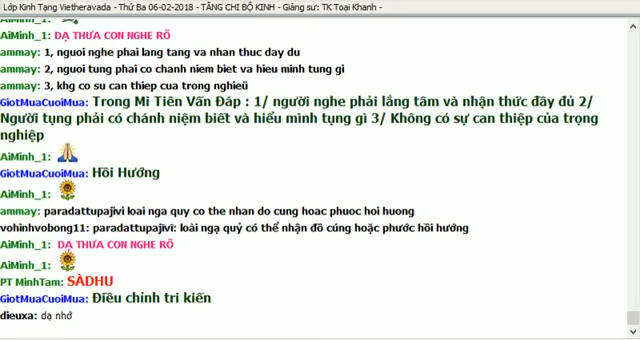 Lớp Kinh Tạng Vietheravada - Thứ Ba 06-02-2018 - TĂNG CHI BỘ KINH - Giảng sư: TK Toại Khanh -
AiMinh_1: DẠ THƯA CON NGHE RÕ
ammay: 1, nguoi nghe phai lang tang va nhan thuc day du
ammay: 2, nguoi tung phai co chanh niem biet va hieu minh tung gi
ammay: 3, khg co su can thiep cua trong nghieü
GiotMuaCuoiMua: Trong Mi Tiên Vấn Đáp : 1/ người nghe phải lắng tâm và nhận thức đầy đủ 2/
Người tụng phải có chánh niệm biết và hiểu mình tụng gì 3/ Không có sự can thiệp của trọng
nghiệp
AiMinh_1:
GiotMuaCuoiMua: Hồi Hướng
AiMinh_1:
ammay: paradattupajivi loai nga quy co the nhan do cung hoac phuoc hoi huong
vohinhvobong11: paradattupajīvī: loài ngạ quỷ có thể nhận đồ cúng hoặc phước hồi hướng
AiMinh_1: DẠ THƯA CON NGHE RÕ
AiMinh_1:
PT MinhTam: SÀDHU
GiotMuaCuoiMua: Điều chỉnh tri kiến
dieuxa: dạ nhớ